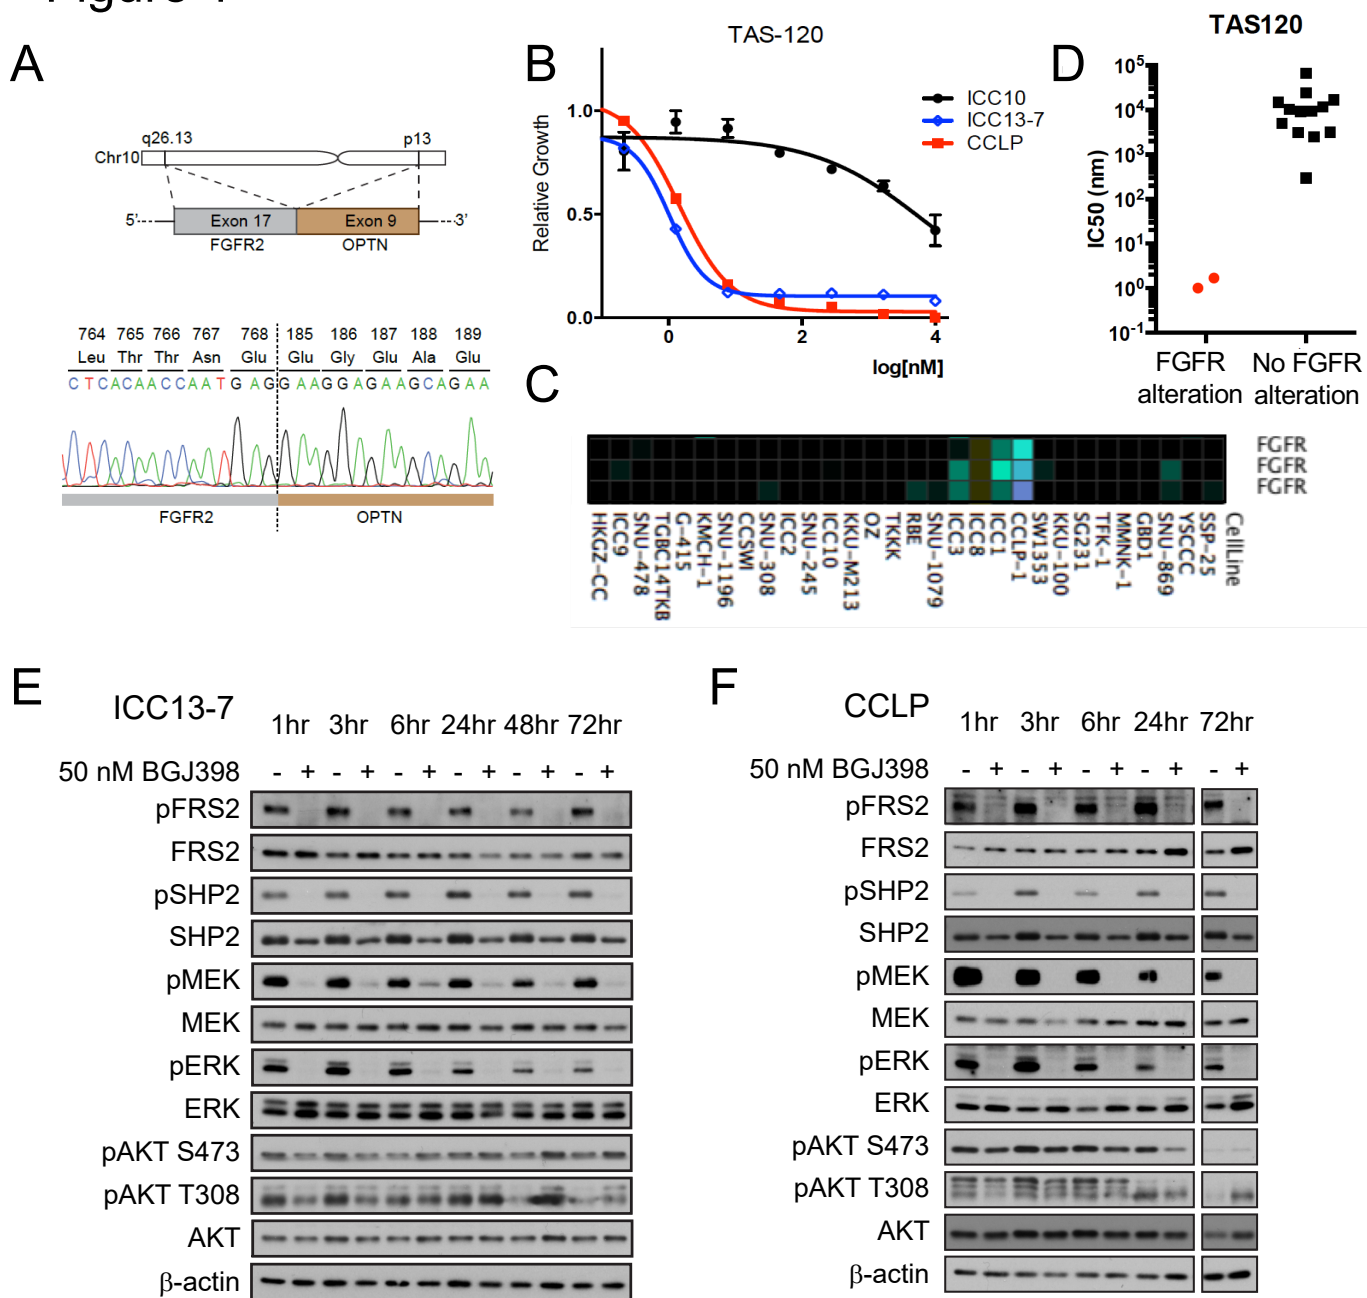 A
q26.13 p13
Chr10
5' Exon 17 Exon 9 3'
FGFR2 OPTN
764 765 766 767 768 185 186 187 188 189
Leu Thr Thr Asn Glu Glu Gly Glu Ala Glu
C T C A C A A C C A A T G A G G A A G G A G A A G C A G A A
FGFR2 OPTN
B
TAS-120
Relative Growth
1.0
0.5
0.0
0 2 4
log[nM]
ICC10
ICC13-7
CCLP
C
FGFR
FGFR
FGFR
HKGZ-CC
ICC9
SNU-478
TGBC14TKB
G-415
KMCH-1
SNU-1196
CCSWI
SNU-308
ICC2
SNU-245
ICC10
KKU-M213
OZ
TKKK
RBE
SNU-1079
ICC3
ICC8
ICC1
CCLP-1
SW1353
KKU-100
SG231
TFK-1
MMNK-1
GBD1
SNU-869
YSCCC
SSP-25
CellLine
D
TAS120
IC50 (nm)
10^5
10^4
10^3
10^2
10^1
10^0
10^-1
FGFR alteration
No FGFR alteration
E
ICC13-7
1hr 3hr 6hr 24hr 48hr 72hr
50 nM BGJ398 - + - + - + - + - + - +
pFRS2
FRS2
pSHP2
SHP2
pMEK
MEK
pERK
ERK
pAKT S473
pAKT T308
AKT
β-actin
F
CCLP
1hr 3hr 6hr 24hr 72hr
50 nM BGJ398 - + - + - + - + - +
pFRS2
FRS2
pSHP2
SHP2
pMEK
MEK
pERK
ERK
pAKT S473
pAKT T308
AKT
β-actin